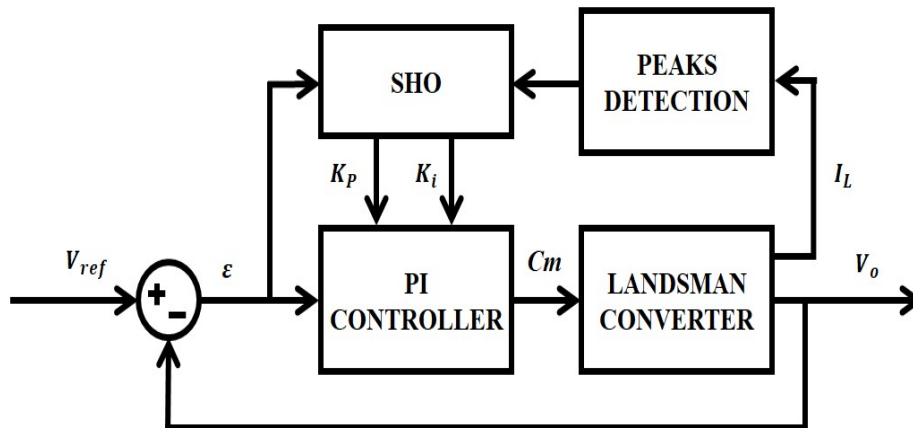 SHO
PEAKS
DETECTION
K_P
K_i
I_L
V_ref
+
-
ε
PI
CONTROLLER
Cm
LANDSMAN
CONVERTER
V_o